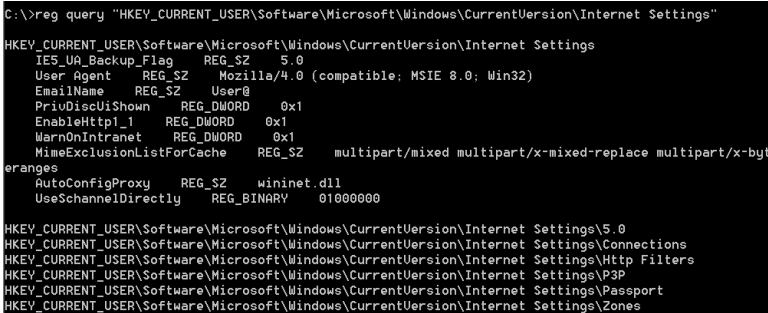 C:\>reg query "HKEY_CURRENT_USER\Software\Microsoft\Windows\CurrentVersion\Internet Settings"
HKEY_CURRENT_USER\Software\Microsoft\Windows\CurrentVersion\Internet Settings
IE5_UA_Backup_Flag REG_SZ 5.0
User Agent REG_SZ Mozilla/4.0 (compatible; MSIE 8.0; Win32)
EmailName REG_SZ User@
PrivDiscUiShown REG_DWORD 0x1
EnableHttp1_1 REG_DWORD 0x1
WarnOnIntranet REG_DWORD 0x1
MimeExclusionListForCache REG_SZ multipart/mixed multipart/x-mixed-replace multipart/x-byt
eranges
AutoConfigProxy REG_SZ wininet.dll
UseSchannelDirectly REG_BINARY 01000000
HKEY_CURRENT_USER\Software\Microsoft\Windows\CurrentVersion\Internet Settings\5.0
HKEY_CURRENT_USER\Software\Microsoft\Windows\CurrentVersion\Internet Settings\Connections
HKEY_CURRENT_USER\Software\Microsoft\Windows\CurrentVersion\Internet Settings\Http Filters
HKEY_CURRENT_USER\Software\Microsoft\Windows\CurrentVersion\Internet Settings\P3P
HKEY_CURRENT_USER\Software\Microsoft\Windows\CurrentVersion\Internet Settings\Passport
HKEY_CURRENT_USER\Software\Microsoft\Windows\CurrentVersion\Internet Settings\Zones